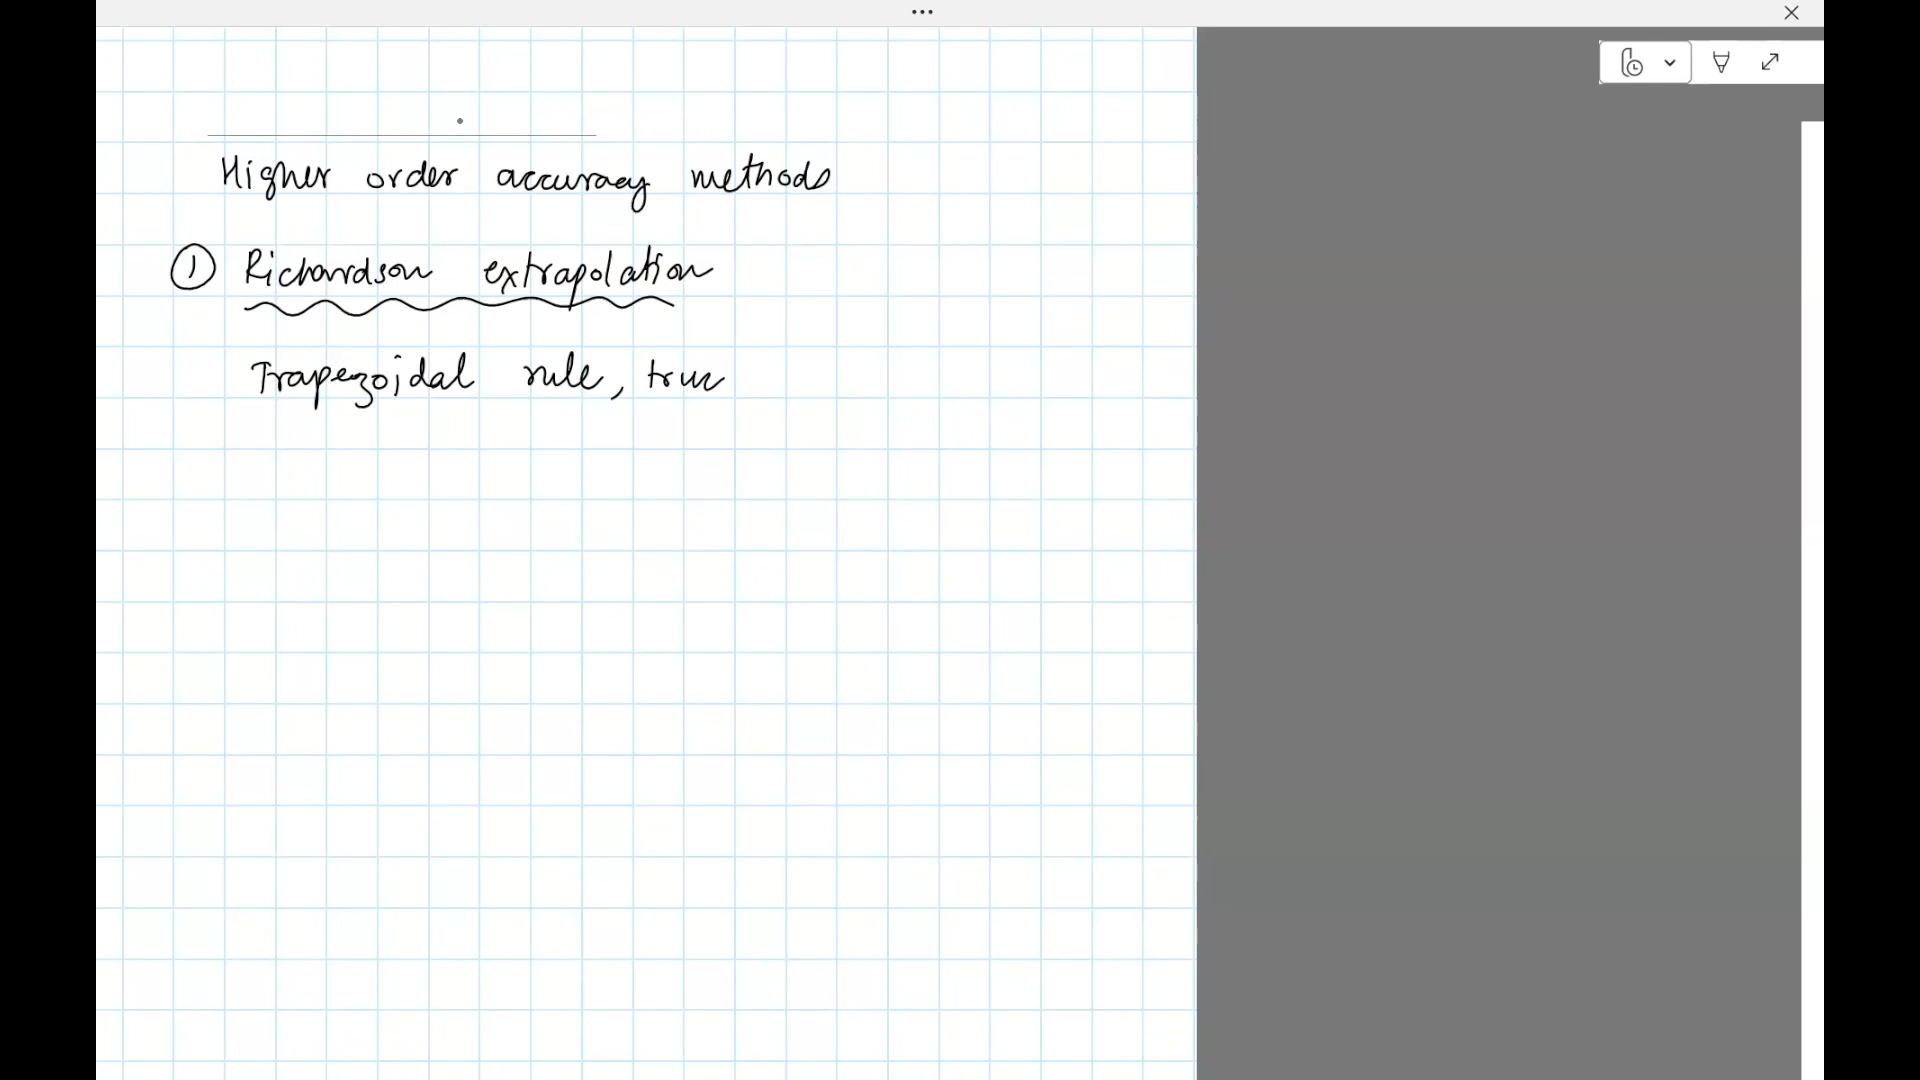 Higher order accuracy methods
① Richardson extrapolation
Trapezoidal rule, true